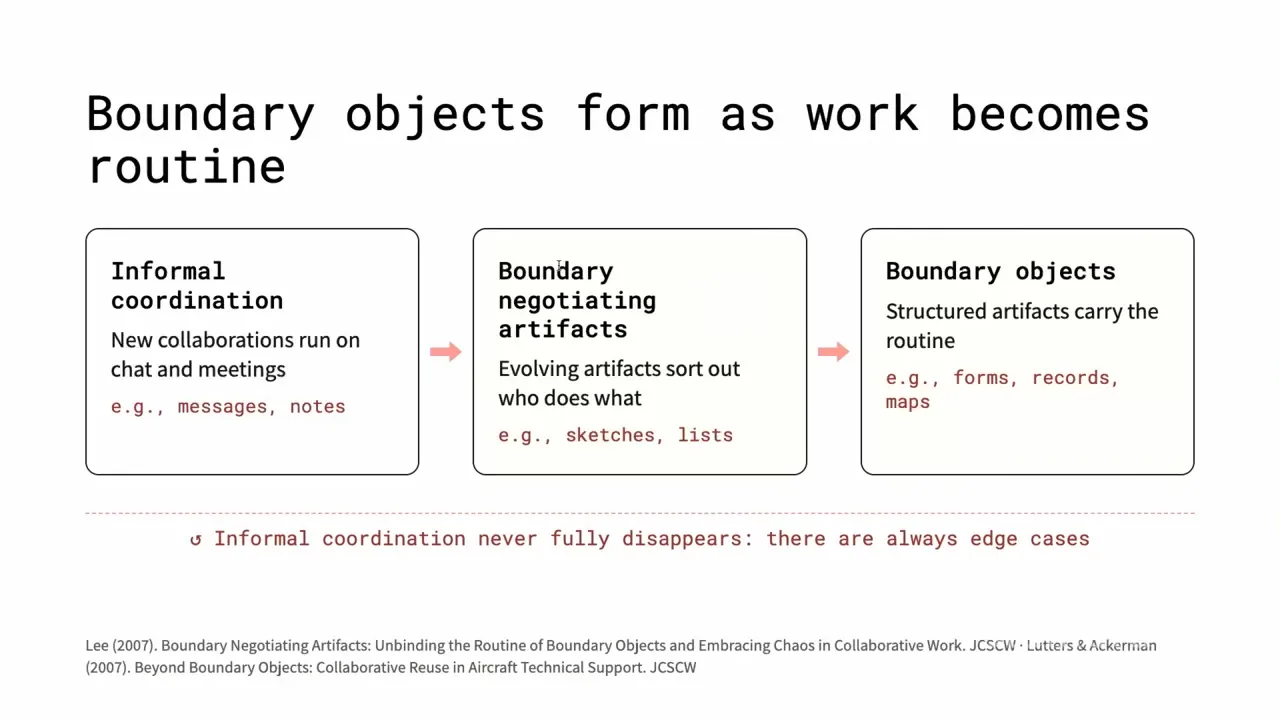 Boundary objects form as work becomes
routine
Informal
coordination
New collaborations run on
chat and meetings
e.g., messages, notes
Boundary
negotiating
artifacts
Evolving artifacts sort out
who does what
e.g., sketches, lists
Boundary objects
Structured artifacts carry the
routine
e.g., forms, records,
maps
↺ Informal coordination never fully disappears: there are always edge cases
Lee (2007). Boundary Negotiating Artifacts: Unbinding the Routine of Boundary Objects and Embracing Chaos in Collaborative Work. JCSCW · Lutters & Ackerman
(2007). Beyond Boundary Objects: Collaborative Reuse in Aircraft Technical Support. JCSCW